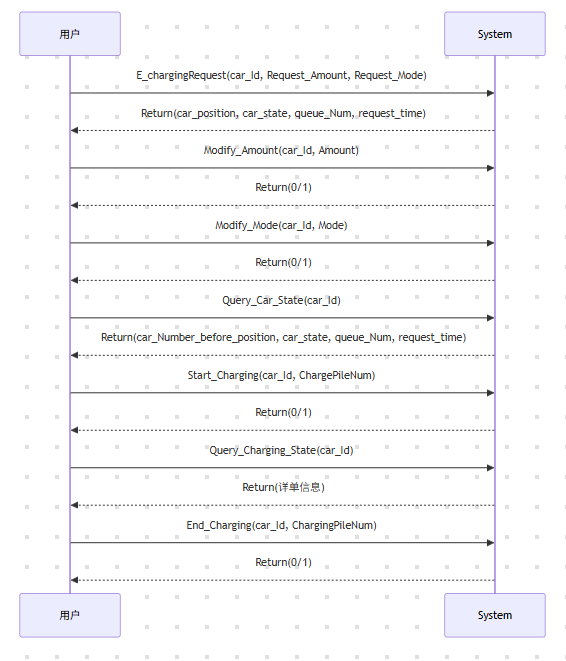 用户 System
E_chargingRequest(car_Id, Request_Amount, Request_Mode)
Return(car_position, car_state, queue_Num, request_time)
Modify_Amount(car_Id, Amount)
Return(0/1)
Modify_Mode(car_Id, Mode)
Return(0/1)
Query_Car_State(car_Id)
Return(car_Number_before_position, car_state, queue_Num, request_time)
Start_Charging(car_Id, ChargePileNum)
Return(0/1)
Query_Charging_State(car_Id)
Return(详单信息)
End_Charging(car_Id, ChargingPileNum)
Return(0/1)
用户 System